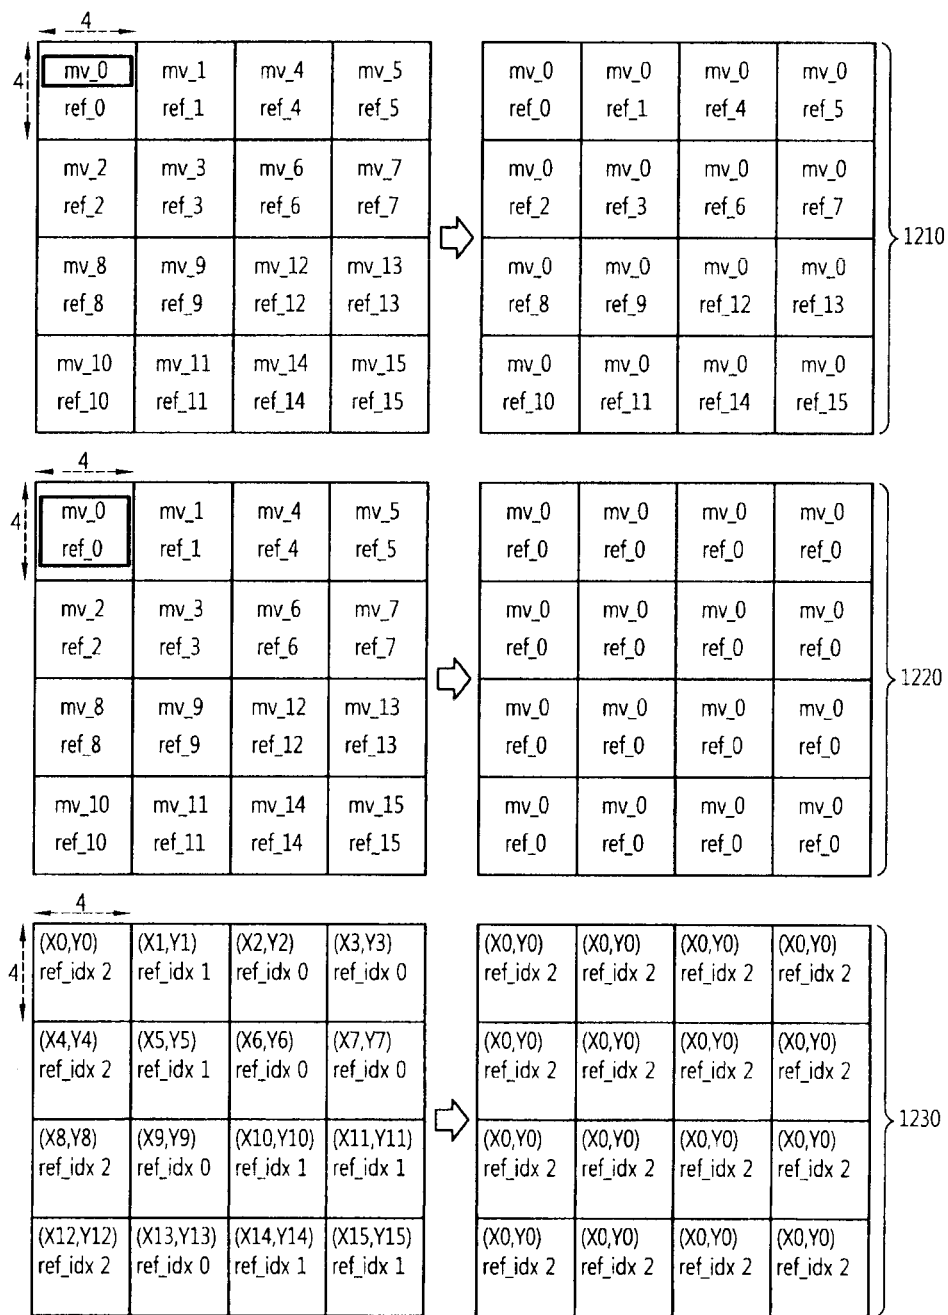 4
4
mv_0 mv_1 mv_4 mv_5 mv_0 mv_0 mv_0 mv_0
ref_0 ref_1 ref_4 ref_5 ref_0 ref_1 ref_4 ref_5
mv_2 mv_3 mv_6 mv_7 mv_0 mv_0 mv_0 mv_0
ref_2 ref_3 ref_6 ref_7 ref_2 ref_3 ref_6 ref_7
1210
mv_8 mv_9 mv_12 mv_13 mv_0 mv_0 mv_0 mv_0
ref_8 ref_9 ref_12 ref_13 ref_8 ref_9 ref_12 ref_13
mv_10 mv_11 mv_14 mv_15 mv_0 mv_0 mv_0 mv_0
ref_10 ref_11 ref_14 ref_15 ref_10 ref_11 ref_14 ref_15
4
4
mv_0 mv_1 mv_4 mv_5 mv_0 mv_0 mv_0 mv_0
ref_0 ref_1 ref_4 ref_5 ref_0 ref_0 ref_0 ref_0
mv_2 mv_3 mv_6 mv_7 mv_0 mv_0 mv_0 mv_0
ref_2 ref_3 ref_6 ref_7 ref_0 ref_0 ref_0 ref_0
1220
mv_8 mv_9 mv_12 mv_13 mv_0 mv_0 mv_0 mv_0
ref_8 ref_9 ref_12 ref_13 ref_0 ref_0 ref_0 ref_0
mv_10 mv_11 mv_14 mv_15 mv_0 mv_0 mv_0 mv_0
ref_10 ref_11 ref_14 ref_15 ref_0 ref_0 ref_0 ref_0
4
4
(X0,Y0) (X1,Y1) (X2,Y2) (X3,Y3) (X0,Y0) (X0,Y0) (X0,Y0) (X0,Y0)
ref_idx 2 ref_idx 1 ref_idx 0 ref_idx 0 ref_idx 2 ref_idx 2 ref_idx 2 ref_idx 2
(X4,Y4) (X5,Y5) (X6,Y6) (X7,Y7) (X0,Y0) (X0,Y0) (X0,Y0) (X0,Y0)
ref_idx 2 ref_idx 1 ref_idx 0 ref_idx 0 ref_idx 2 ref_idx 2 ref_idx 2 ref_idx 2
1230
(X8,Y8) (X9,Y9) (X10,Y10) (X11,Y11) (X0,Y0) (X0,Y0) (X0,Y0) (X0,Y0)
ref_idx 2 ref_idx 0 ref_idx 1 ref_idx 1 ref_idx 2 ref_idx 2 ref_idx 2 ref_idx 2
(X12,Y12) (X13,Y13) (X14,Y14) (X15,Y15) (X0,Y0) (X0,Y0) (X0,Y0) (X0,Y0)
ref_idx 2 ref_idx 0 ref_idx 1 ref_idx 1 ref_idx 2 ref_idx 2 ref_idx 2 ref_idx 2